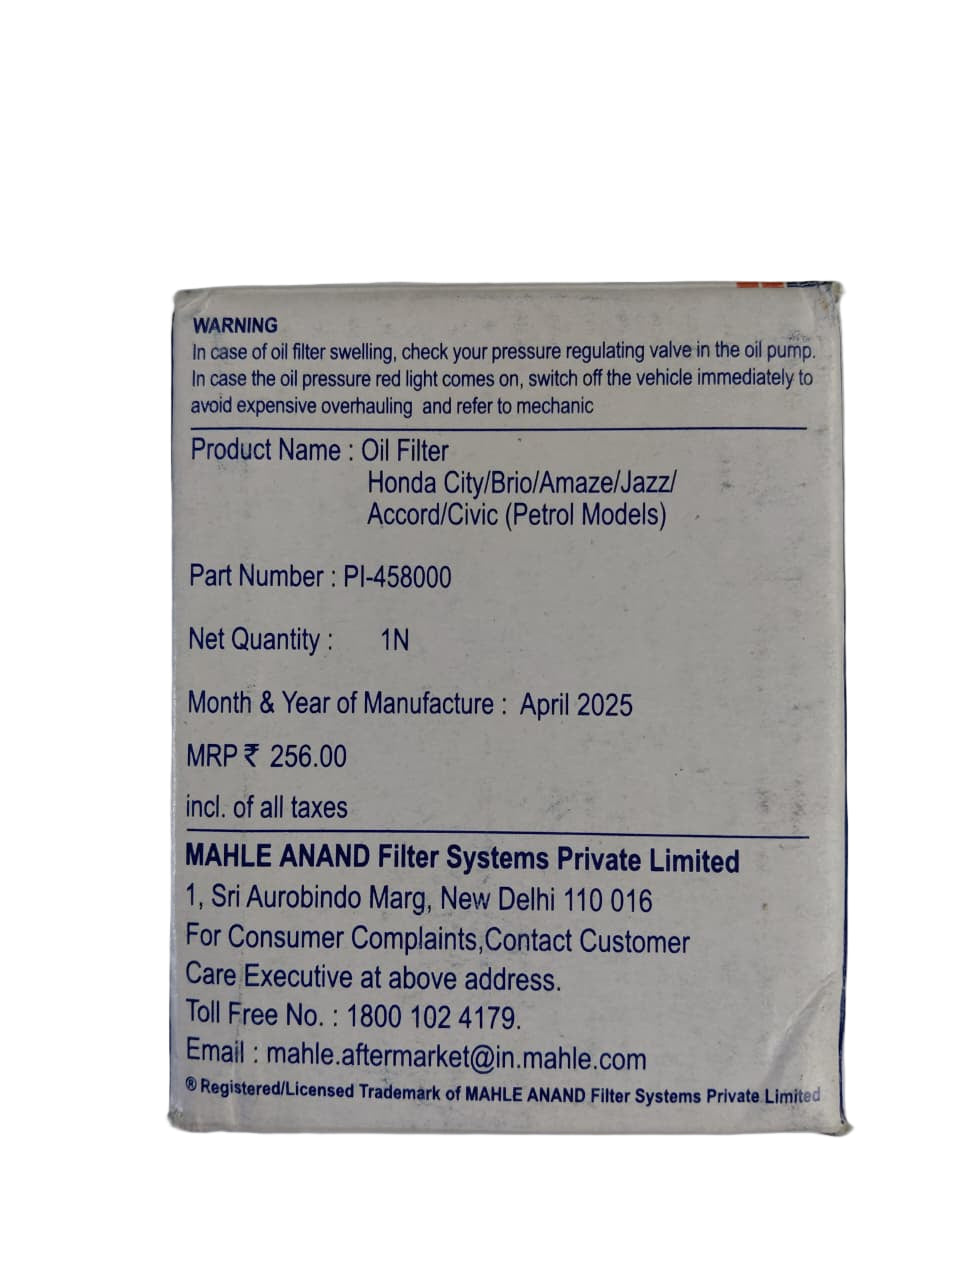 WARNING
In case of oil filter swelling, check your pressure regulating valve in the oil pump.
In case the oil pressure red light comes on, switch off the vehicle immediately to
avoid expensive overhauling and refer to mechanic
Product Name : Oil Filter
Honda City/Brio/Amaze/Jazz/
Accord/Civic (Petrol Models)
Part Number : PI-458000
Net Quantity : 1N
Month & Year of Manufacture : April 2025
MRP ₹ 256.00
incl. of all taxes
MAHLE ANAND Filter Systems Private Limited
1, Sri Aurobindo Marg, New Delhi 110 016
For Consumer Complaints,Contact Customer
Care Executive at above address.
Toll Free No. : 1800 102 4179.
Email : mahle.aftermarket@in.mahle.com
® Registered/Licensed Trademark of MAHLE ANAND Filter Systems Private Limited